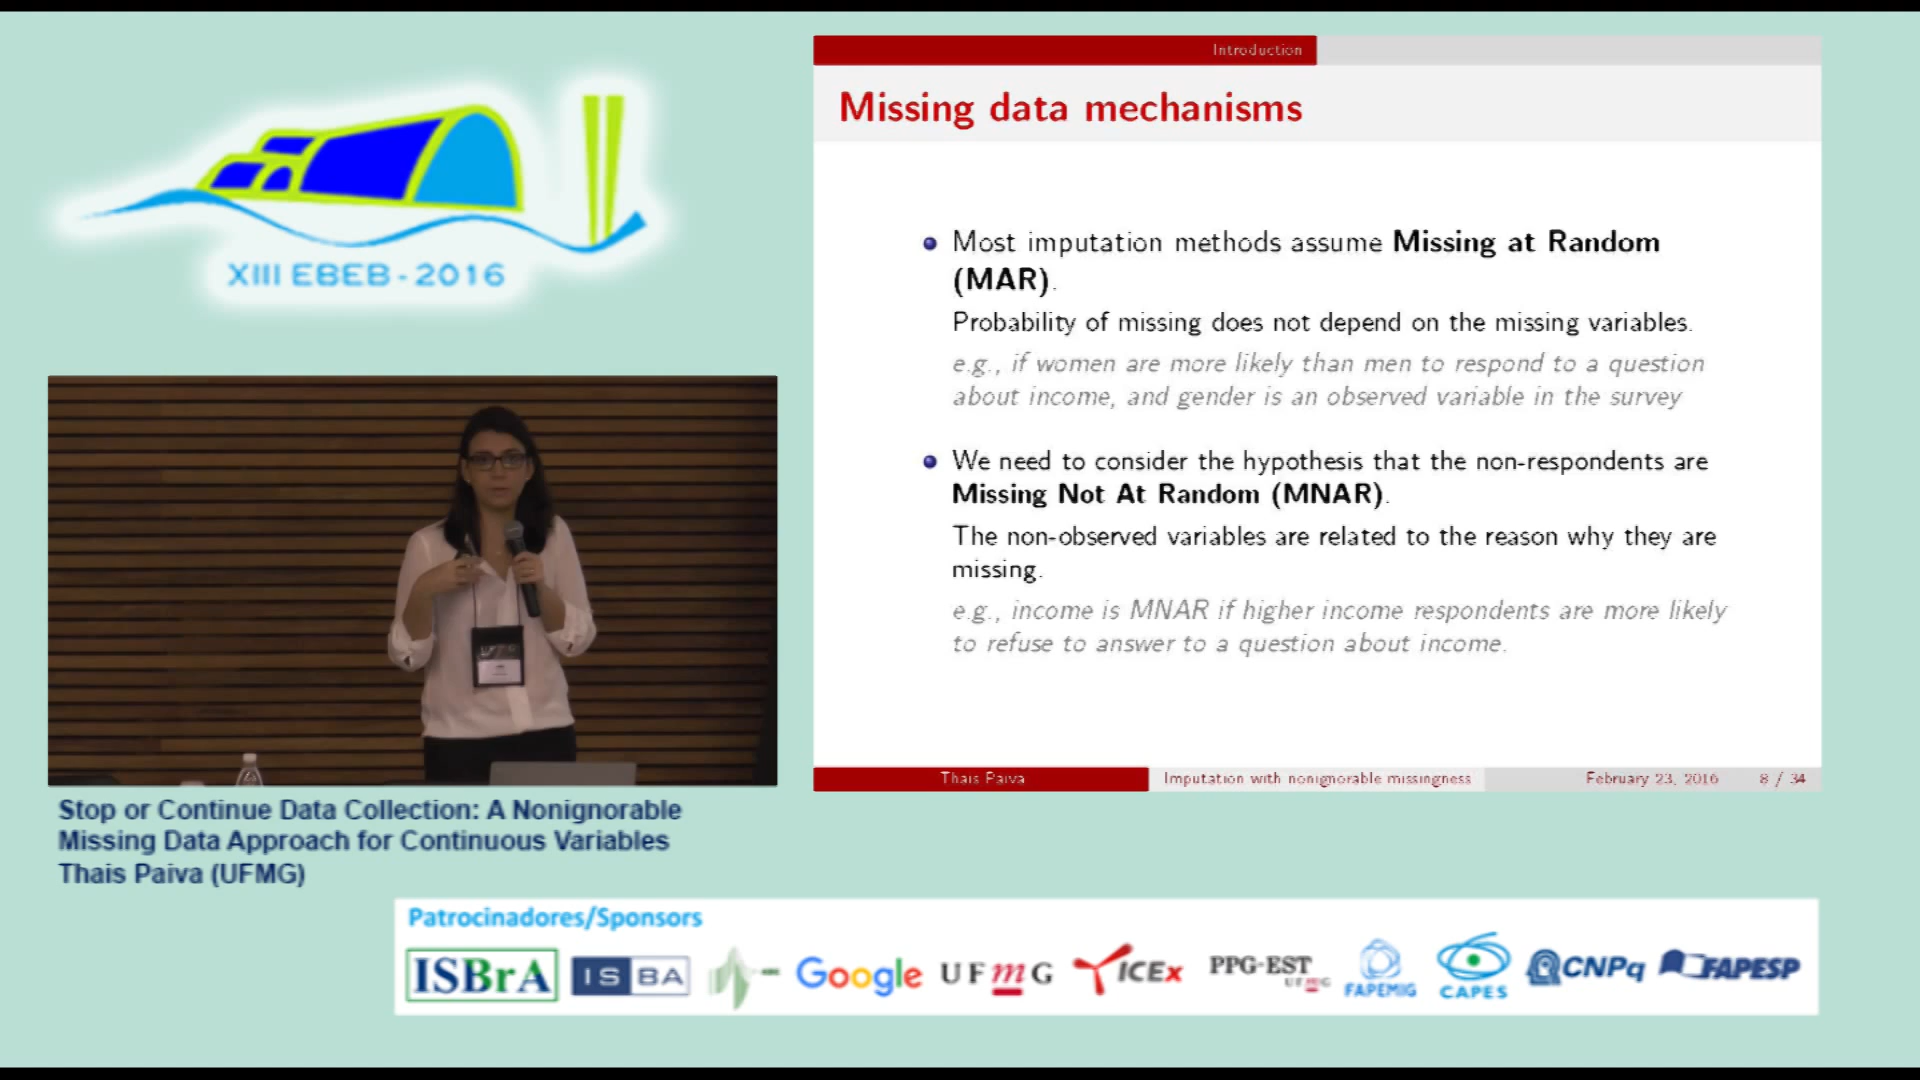 XIII EBEB - 2016
Introduction
Missing data mechanisms
Most imputation methods assume Missing at Random
(MAR).
Probability of missing does not depend on the missing variables.
e.g., if women are more likely than men to respond to a question
about income, and gender is an observed variable in the survey
We need to consider the hypothesis that the non-respondents are
Missing Not At Random (MNAR).
The non-observed variables are related to the reason why they are
missing.
e.g., income is MNAR if higher income respondents are more likely
to refuse to answer to a question about income.
Thais Paiva Imputation with nonignorable missingness February 23, 2016 8 / 34
Stop or Continue Data Collection: A Nonignorable
Missing Data Approach for Continuous Variables
Thais Paiva (UFMG)
Patrocinadores/Sponsors
ISBrA ISBA Google UFmG ICEx PPG-EST UFmG FAPEMIG CAPES CNPq FAPESP